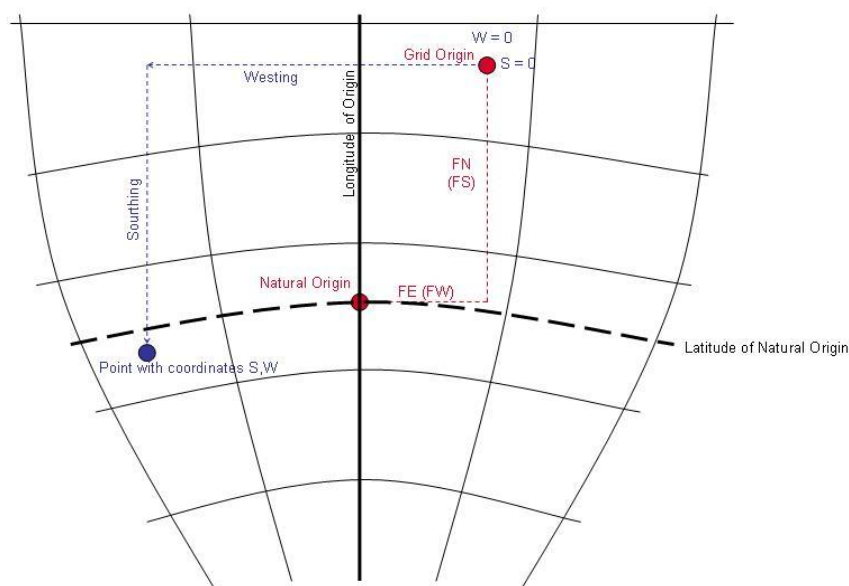 W = 0
Grid Origin
S = 0
Westing
Longitude of Origin
FN
(FS)
Sourthing
Natural Origin
FE (FW)
Latitude of Natural Origin
Point with coordinates S,W